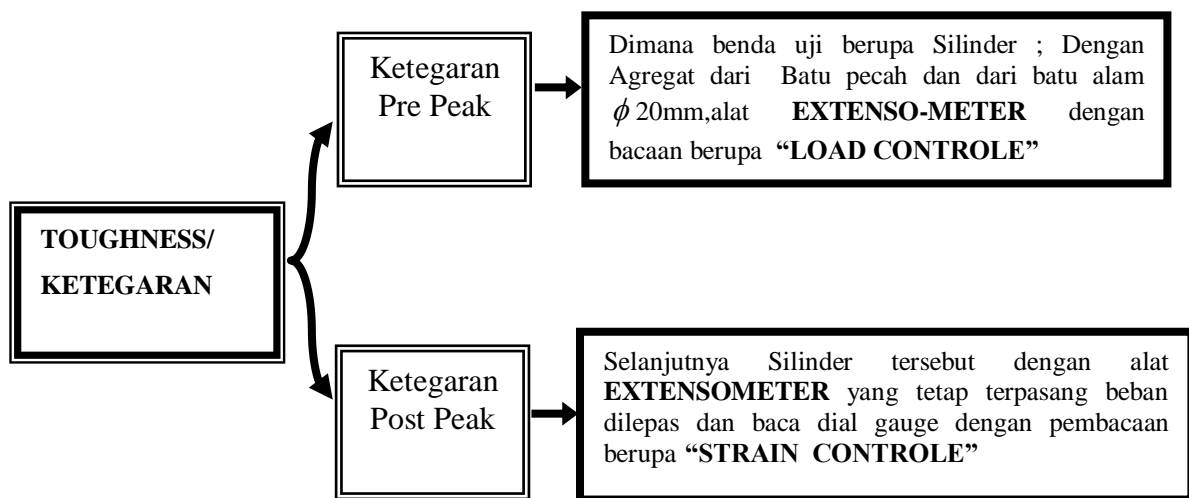 TOUGHNESS/
KETEGARAN
Ketegaran
Pre Peak
Dimana benda uji berupa Silinder ; Dengan
Agregat dari Batu pecah dan dari batu alam
ϕ 20mm,alat EXTENSO-METER dengan
bacaan berupa “LOAD CONTROLE”
Ketegaran
Post Peak
Selanjutnya Silinder tersebut dengan alat
EXTENSOMETER yang tetap terpasang beban
dilepas dan baca dial gauge dengan pembacaan
berupa “STRAIN CONTROLE”